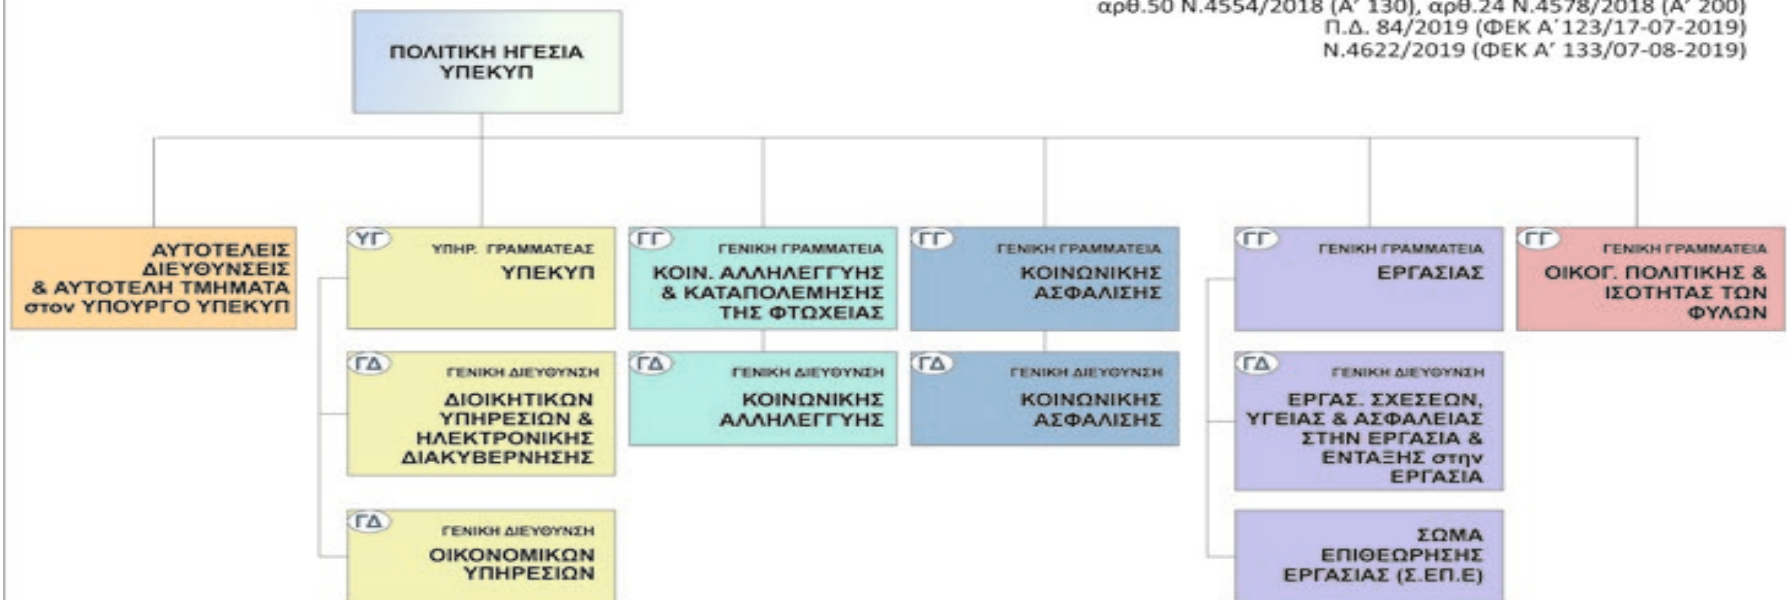 αρθ.50 Ν.4554/2018 (Α' 130), αρθ.24 Ν.4578/2018 (Α' 200)
Π.Δ. 84/2019 (ΦΕΚ Α΄123/17-07-2019)
Ν.4622/2019 (ΦΕΚ Α΄ 133/07-08-2019)
ΠΟΛΙΤΙΚΗ ΗΓΕΣΙΑ
ΥΠΕΚΥΠ
ΑΥΤΟΤΕΛΕΙΣ
ΔΙΕΥΘΥΝΣΕΙΣ
& ΑΥΤΟΤΕΛΗ ΤΜΗΜΑΤΑ
στον ΥΠΟΥΡΓΟ ΥΠΕΚΥΠ
ΥΓ
ΥΠΗΡ. ΓΡΑΜΜΑΤΕΑΣ
ΥΠΕΚΥΠ
ΓΓ
ΓΕΝΙΚΗ ΓΡΑΜΜΑΤΕΙΑ
ΚΟΙΝ. ΑΛΛΗΛΕΓΓΥΗΣ
& ΚΑΤΑΠΟΛΕΜΗΣΗΣ
ΤΗΣ ΦΤΩΧΕΙΑΣ
ΓΓ
ΓΕΝΙΚΗ ΓΡΑΜΜΑΤΕΙΑ
ΚΟΙΝΩΝΙΚΗΣ
ΑΣΦΑΛΙΣΗΣ
ΓΓ
ΓΕΝΙΚΗ ΓΡΑΜΜΑΤΕΙΑ
ΕΡΓΑΣΙΑΣ
ΓΓ
ΓΕΝΙΚΗ ΓΡΑΜΜΑΤΕΙΑ
ΟΙΚΟΓ. ΠΟΛΙΤΙΚΗΣ &
ΙΣΟΤΗΤΑΣ ΤΩΝ
ΦΥΛΩΝ
ΓΔ
ΓΕΝΙΚΗ ΔΙΕΥΘΥΝΣΗ
ΔΙΟΙΚΗΤΙΚΩΝ
ΥΠΗΡΕΣΙΩΝ &
ΗΛΕΚΤΡΟΝΙΚΗΣ
ΔΙΑΚΥΒΕΡΝΗΣΗΣ
ΓΔ
ΓΕΝΙΚΗ ΔΙΕΥΘΥΝΣΗ
ΚΟΙΝΩΝΙΚΗΣ
ΑΛΛΗΛΕΓΓΥΗΣ
ΓΔ
ΓΕΝΙΚΗ ΔΙΕΥΘΥΝΣΗ
ΚΟΙΝΩΝΙΚΗΣ
ΑΣΦΑΛΙΣΗΣ
ΓΔ
ΓΕΝΙΚΗ ΔΙΕΥΘΥΝΣΗ
ΕΡΓΑΣ. ΣΧΕΣΕΩΝ,
ΥΓΕΙΑΣ & ΑΣΦΑΛΕΙΑΣ
ΣΤΗΝ ΕΡΓΑΣΙΑ &
ΕΝΤΑΞΗΣ στην
ΕΡΓΑΣΙΑ
ΓΔ
ΓΕΝΙΚΗ ΔΙΕΥΘΥΝΣΗ
ΟΙΚΟΝΟΜΙΚΩΝ
ΥΠΗΡΕΣΙΩΝ
ΣΩΜΑ
ΕΠΙΘΕΩΡΗΣΗΣ
ΕΡΓΑΣΙΑΣ (Σ.ΕΠ.Ε)